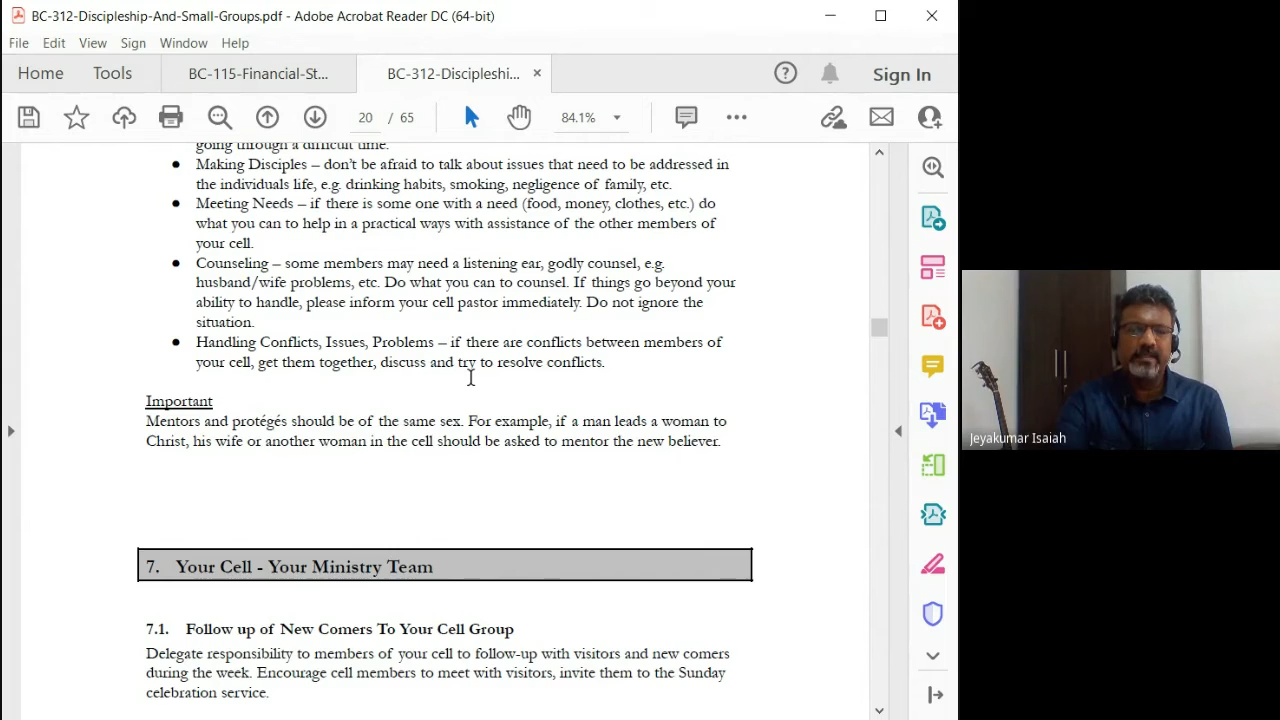 BC-312-Discipleship-And-Small-Groups.pdf - Adobe Acrobat Reader DC (64-bit)
File Edit View Sign Window Help
Home Tools BC-115-Financial-St... BC-312-Discipleshi... Sign In
20 / 65 84.1%
going through a difficult time.
● Making Disciples – don't be afraid to talk about issues that need to be addressed in
the individuals life, e.g. drinking habits, smoking, negligence of family, etc.
● Meeting Needs – if there is some one with a need (food, money, clothes, etc.) do
what you can to help in a practical ways with assistance of the other members of
your cell.
● Counseling – some members may need a listening ear, godly counsel, e.g.
husband/wife problems, etc. Do what you can to counsel. If things go beyond your
ability to handle, please inform your cell pastor immediately. Do not ignore the
situation.
● Handling Conflicts, Issues, Problems – if there are conflicts between members of
your cell, get them together, discuss and try to resolve conflicts.
Important
Mentors and protégés should be of the same sex. For example, if a man leads a woman to
Christ, his wife or another woman in the cell should be asked to mentor the new believer.
7. Your Cell - Your Ministry Team
7.1. Follow up of New Comers To Your Cell Group
Delegate responsibility to members of your cell to follow-up with visitors and new comers
during the week. Encourage cell members to meet with visitors, invite them to the Sunday
celebration service.
Jeyakumar Isaiah